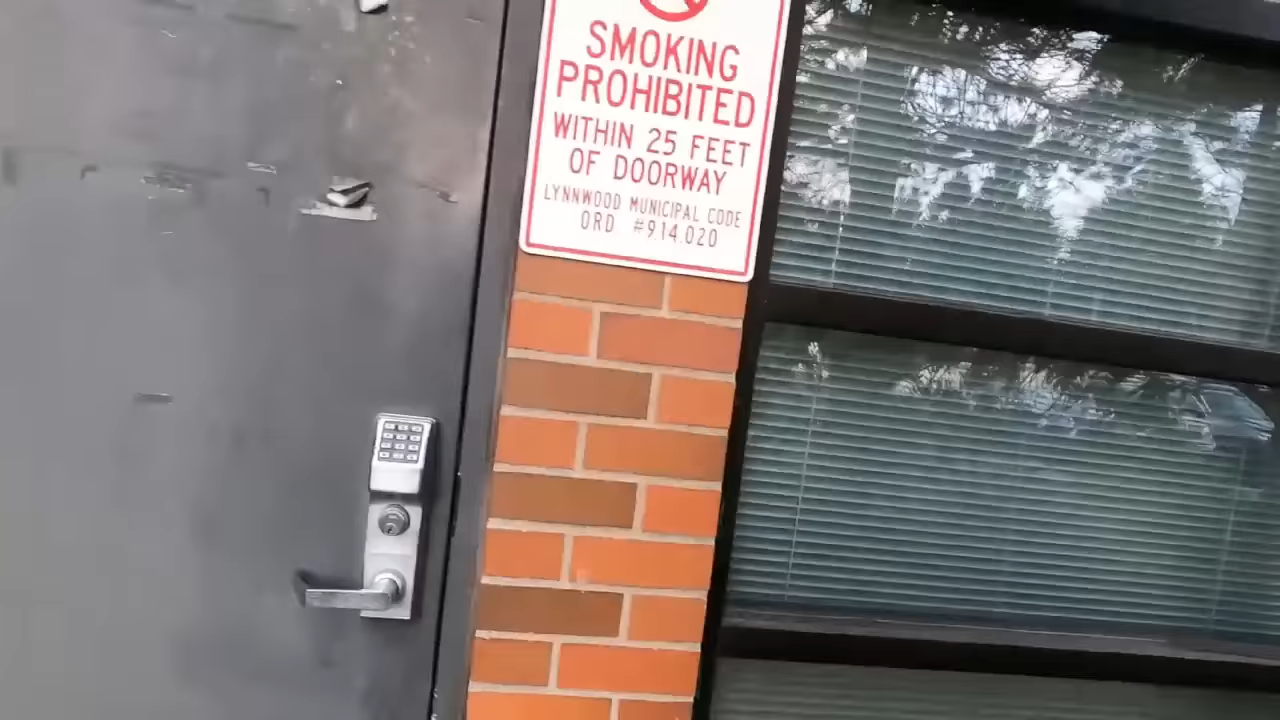 SMOKING
PROHIBITED
WITHIN 25 FEET
OF DOORWAY
LYNNWOOD MUNICIPAL CODE
ORD #9.14.020